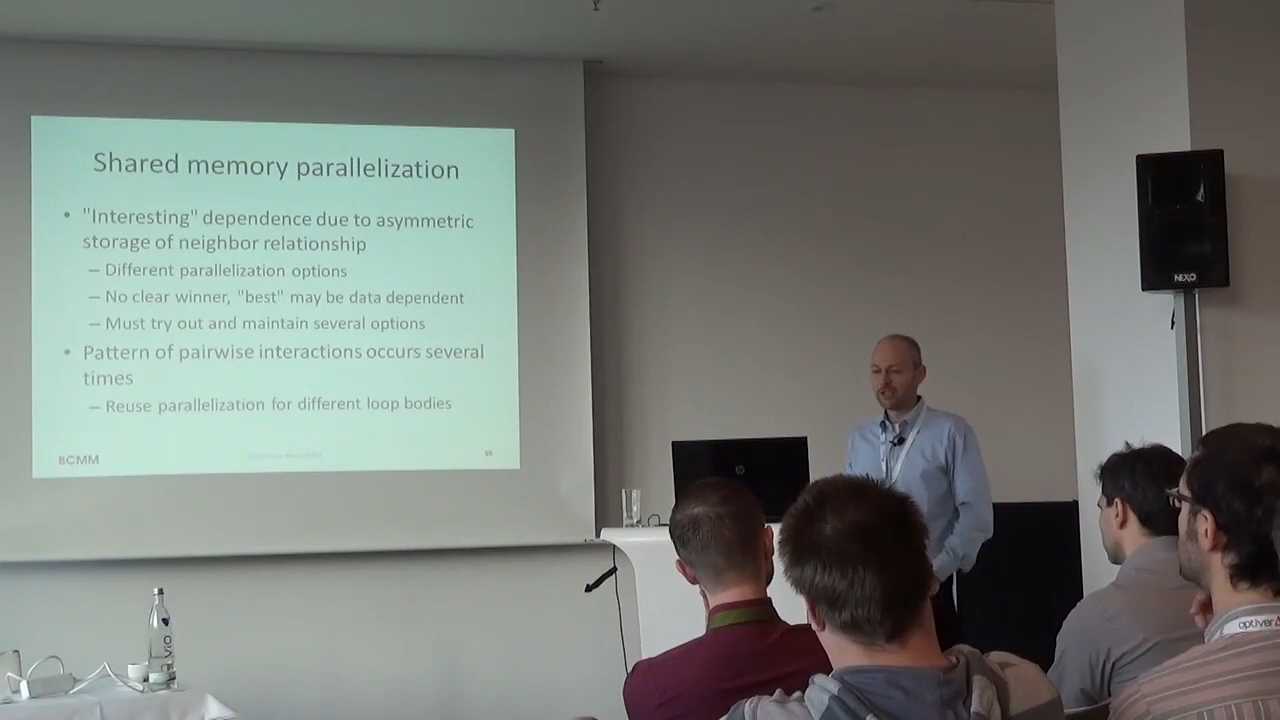 Shared memory parallelization
• "Interesting" dependence due to asymmetric
storage of neighbor relationship
– Different parallelization options
– No clear winner, "best" may be data dependent
– Must try out and maintain several options
• Pattern of pairwise interactions occurs several
times
– Reuse parallelization for different loop bodies
BCMM
NEXO
hp
VIVA
optiver